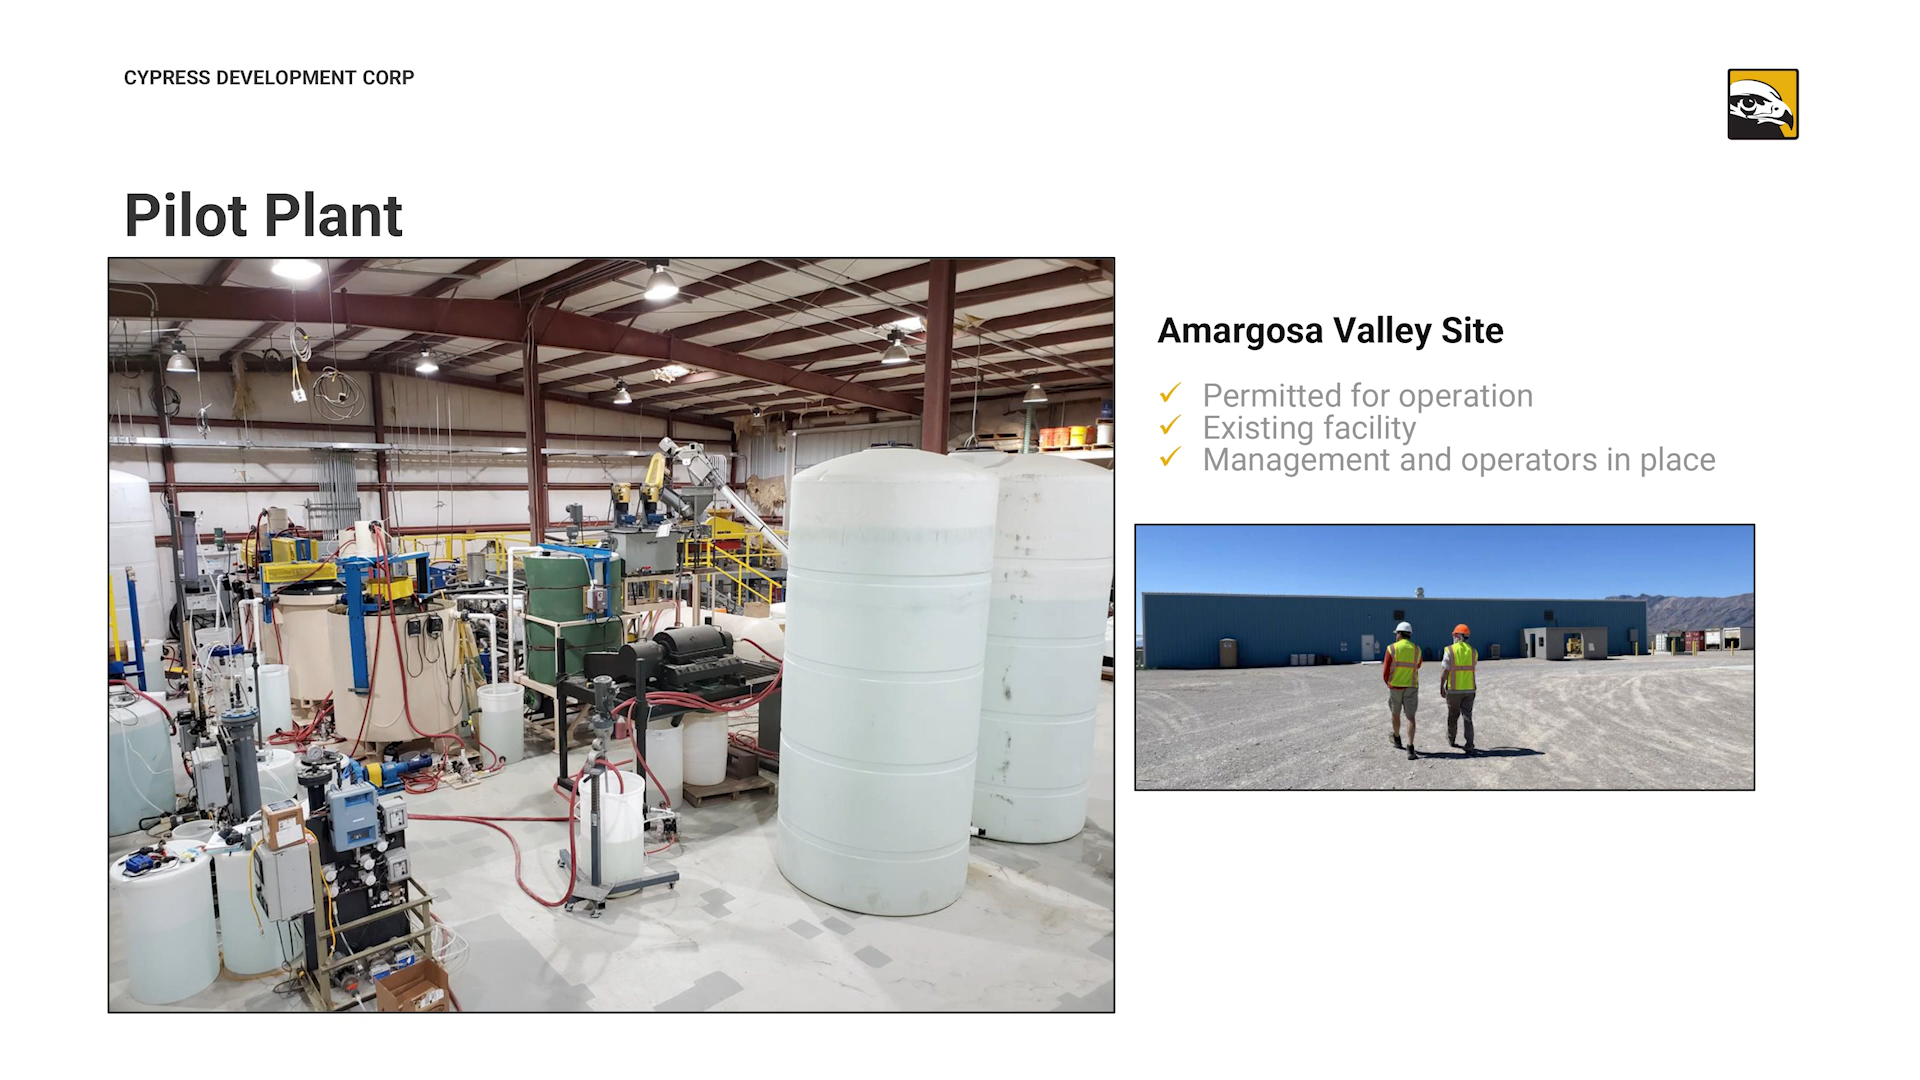 CYPRESS DEVELOPMENT CORP
Pilot Plant
Amargosa Valley Site
Permitted for operation
Existing facility
Management and operators in place